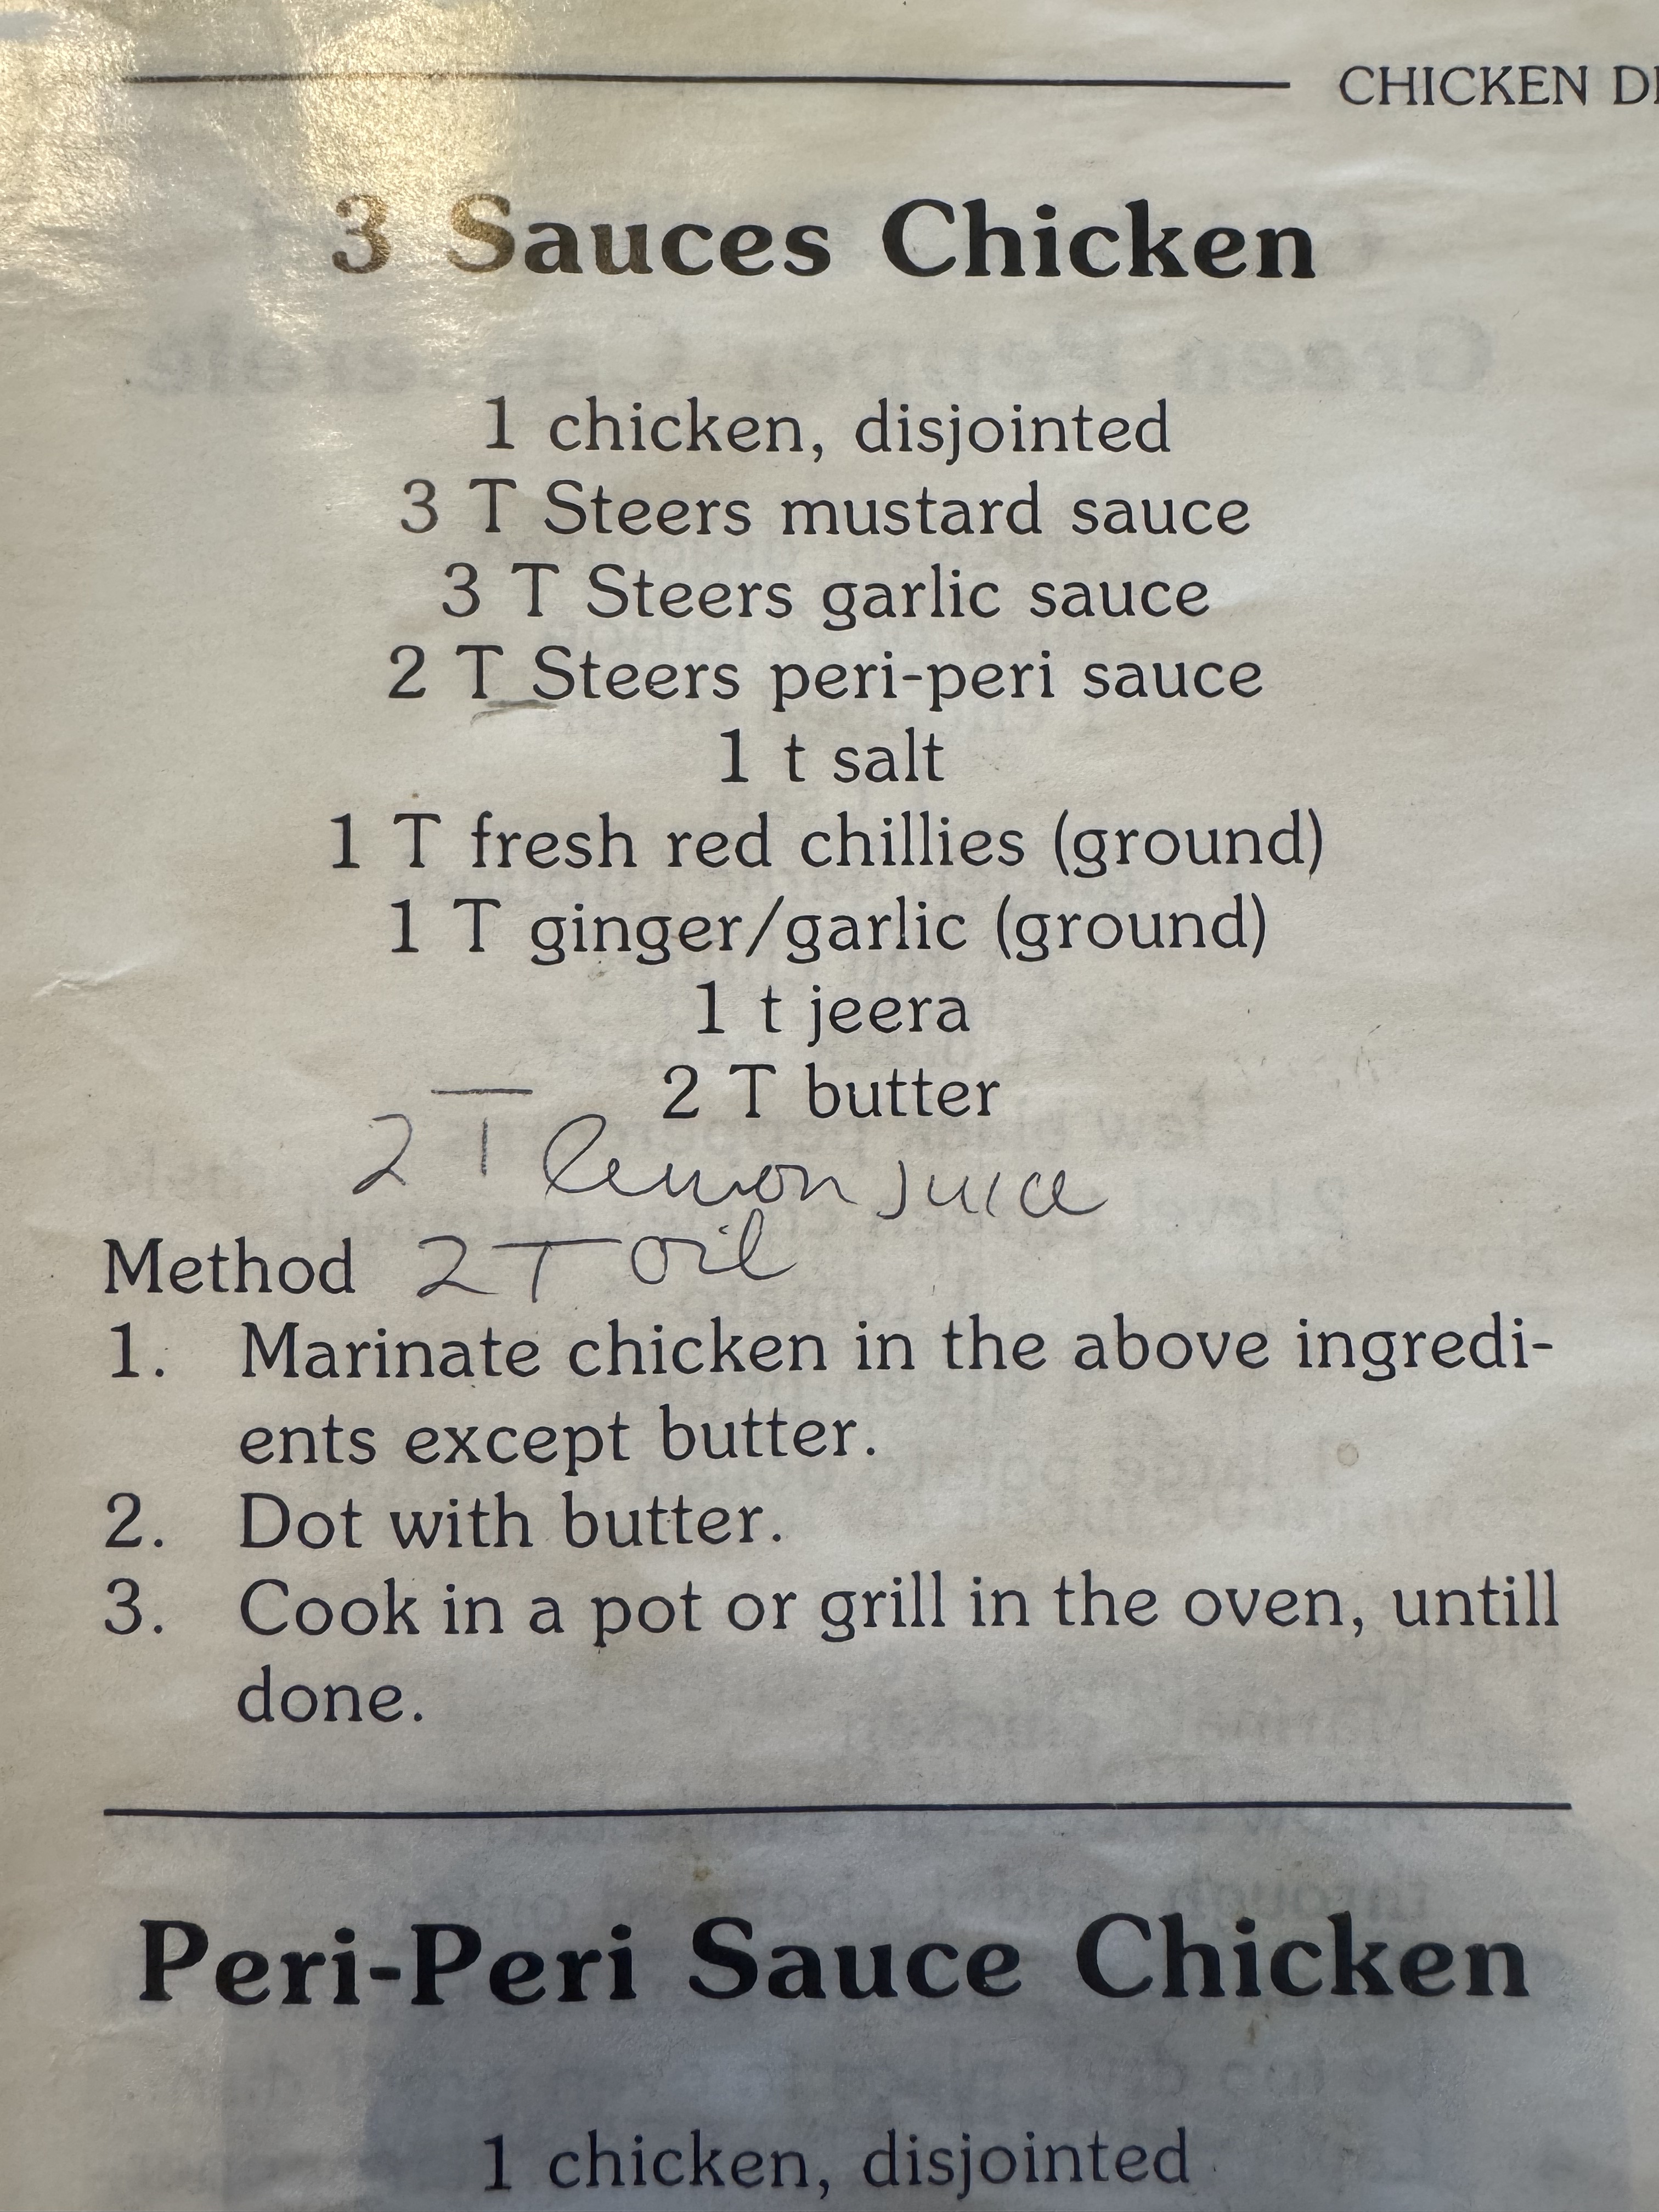 CHICKEN
3 Sauces Chicken
1 chicken, disjointed
3 T Steers mustard sauce
3 T Steers garlic sauce
2 T Steers peri-peri sauce
1 t salt
1 T fresh red chillies (ground)
1 T ginger/garlic (ground)
1 t jeera
2 T butter
2 T lemon juice
Method 2 T oil
1. Marinate chicken in the above ingredi-
ents except butter.
2. Dot with butter.
3. Cook in a pot or grill in the oven, untill
done.
Peri-Peri Sauce Chicken
1 chicken, disjointed